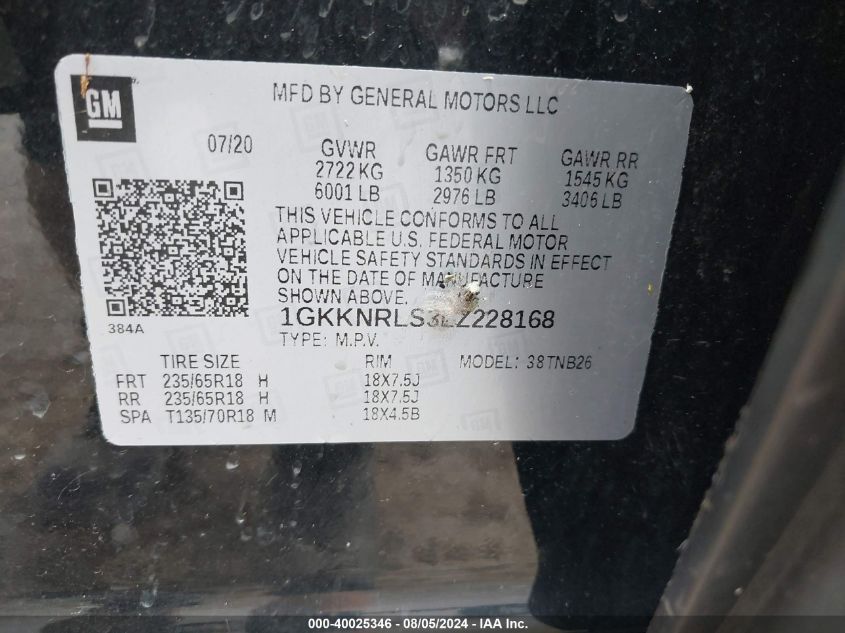 GM
MFD BY GENERAL MOTORS LLC
07/20 GVWR GAWR FRT GAWR RR
2722 KG 1350 KG 1545 KG
6001 LB 2976 LB 3406 LB
THIS VEHICLE CONFORMS TO ALL
APPLICABLE U.S. FEDERAL MOTOR
VEHICLE SAFETY STANDARDS IN EFFECT
ON THE DATE OF MANUFACTURE
SHOWN ABOVE.
384A
1GKKNRLS3LZ228168
TYPE: M.P.V.
TIRE SIZE RIM MODEL: 38TNB26
FRT 235/65R18 H 18X7.5J
RR 235/65R18 H 18X7.5J
SPA T135/70R18 M 18X4.5B
000-40025346 - 08/05/2024 - IAA Inc.